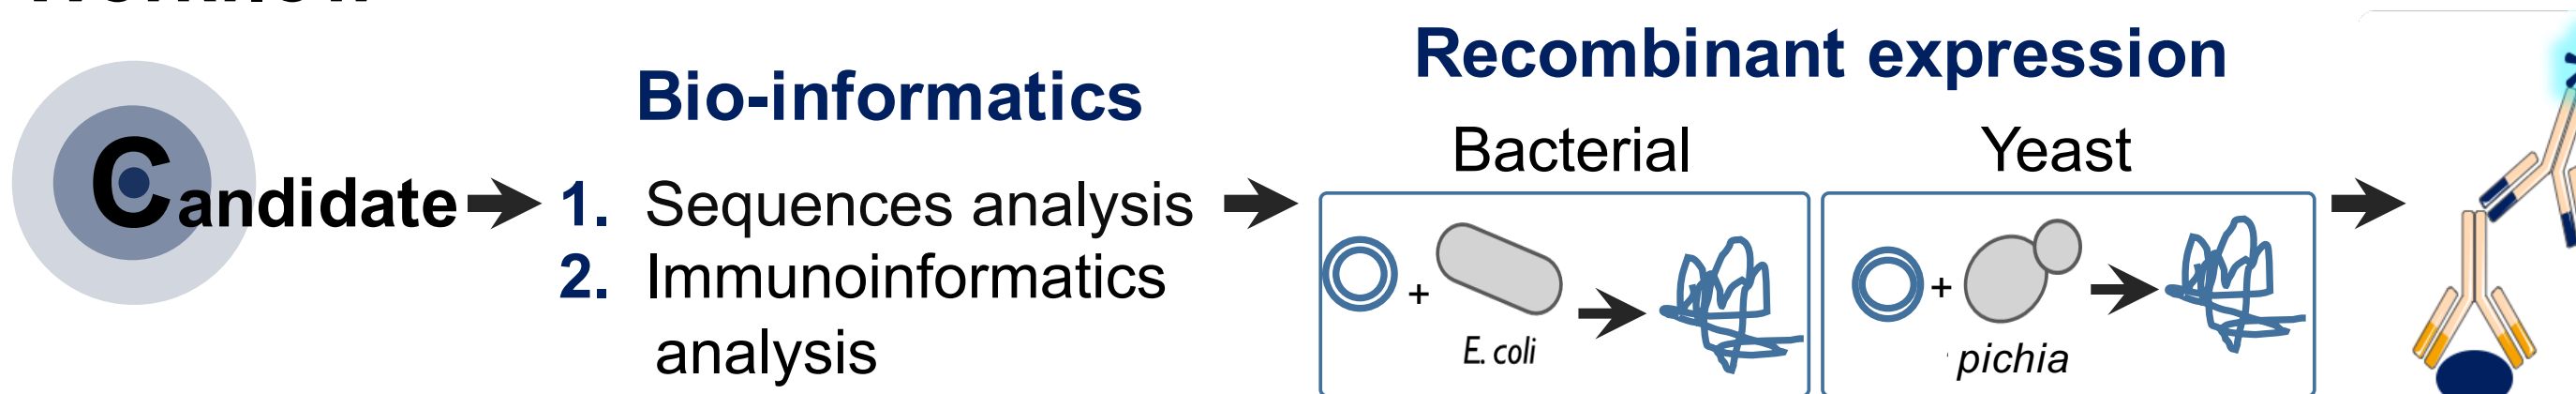 Candidate
Bio-informatics
1. Sequences analysis
2. Immunoinformatics
analysis
Recombinant expression
Bacterial
+
E. coli
Yeast
+
pichia